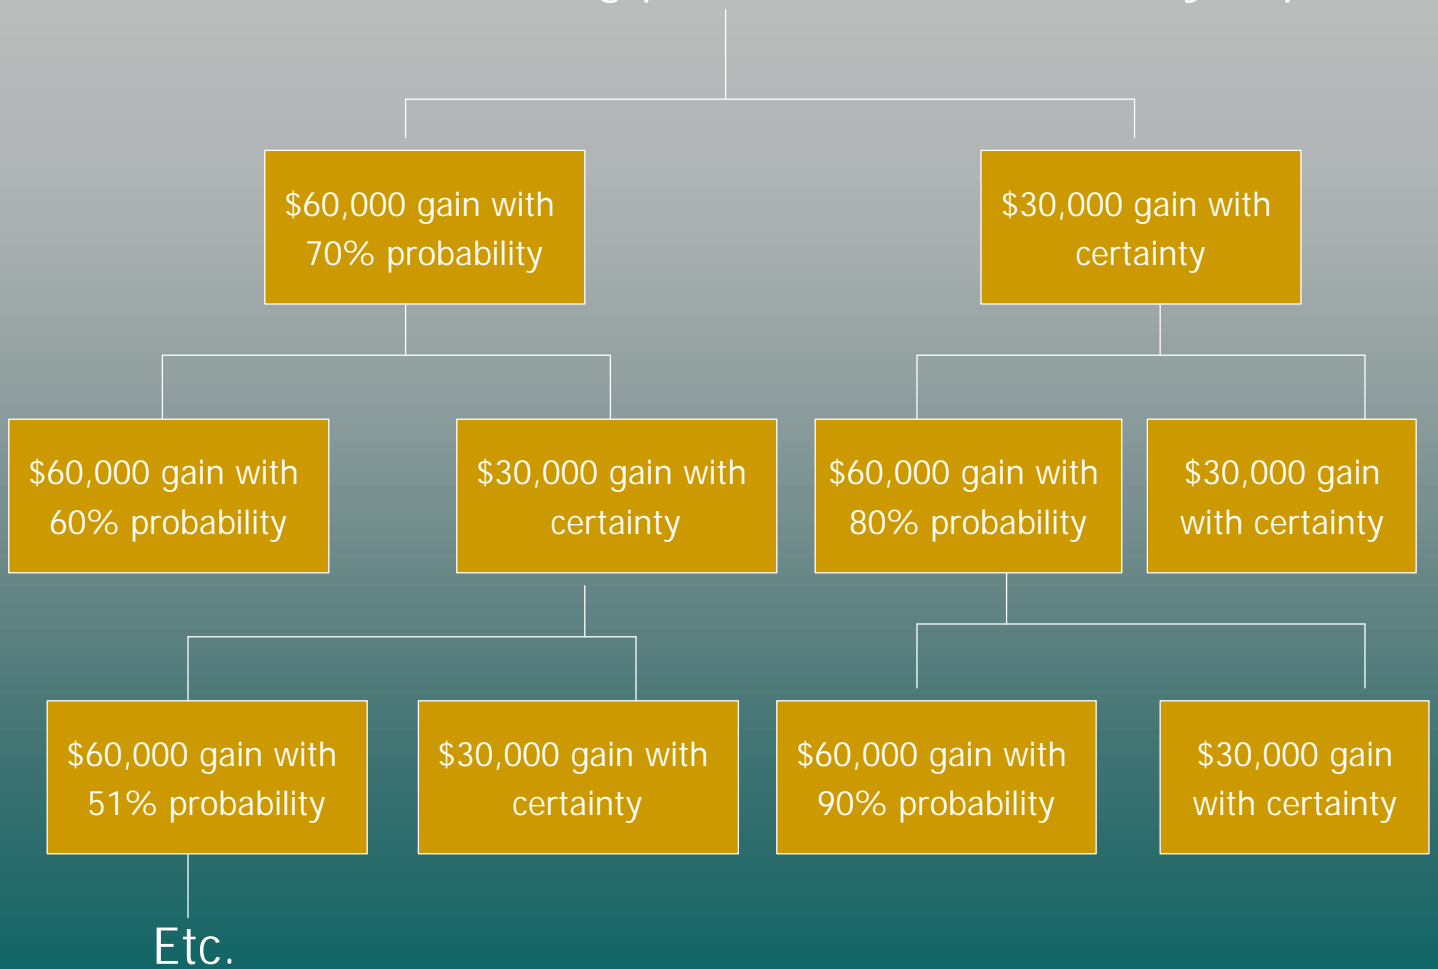 $60,000 gain with
70% probability
$30,000 gain with
certainty
$60,000 gain with
60% probability
$30,000 gain with
certainty
$60,000 gain with
80% probability
$30,000 gain
with certainty
$60,000 gain with
51% probability
$30,000 gain with
certainty
$60,000 gain with
90% probability
$30,000 gain
with certainty
Etc.